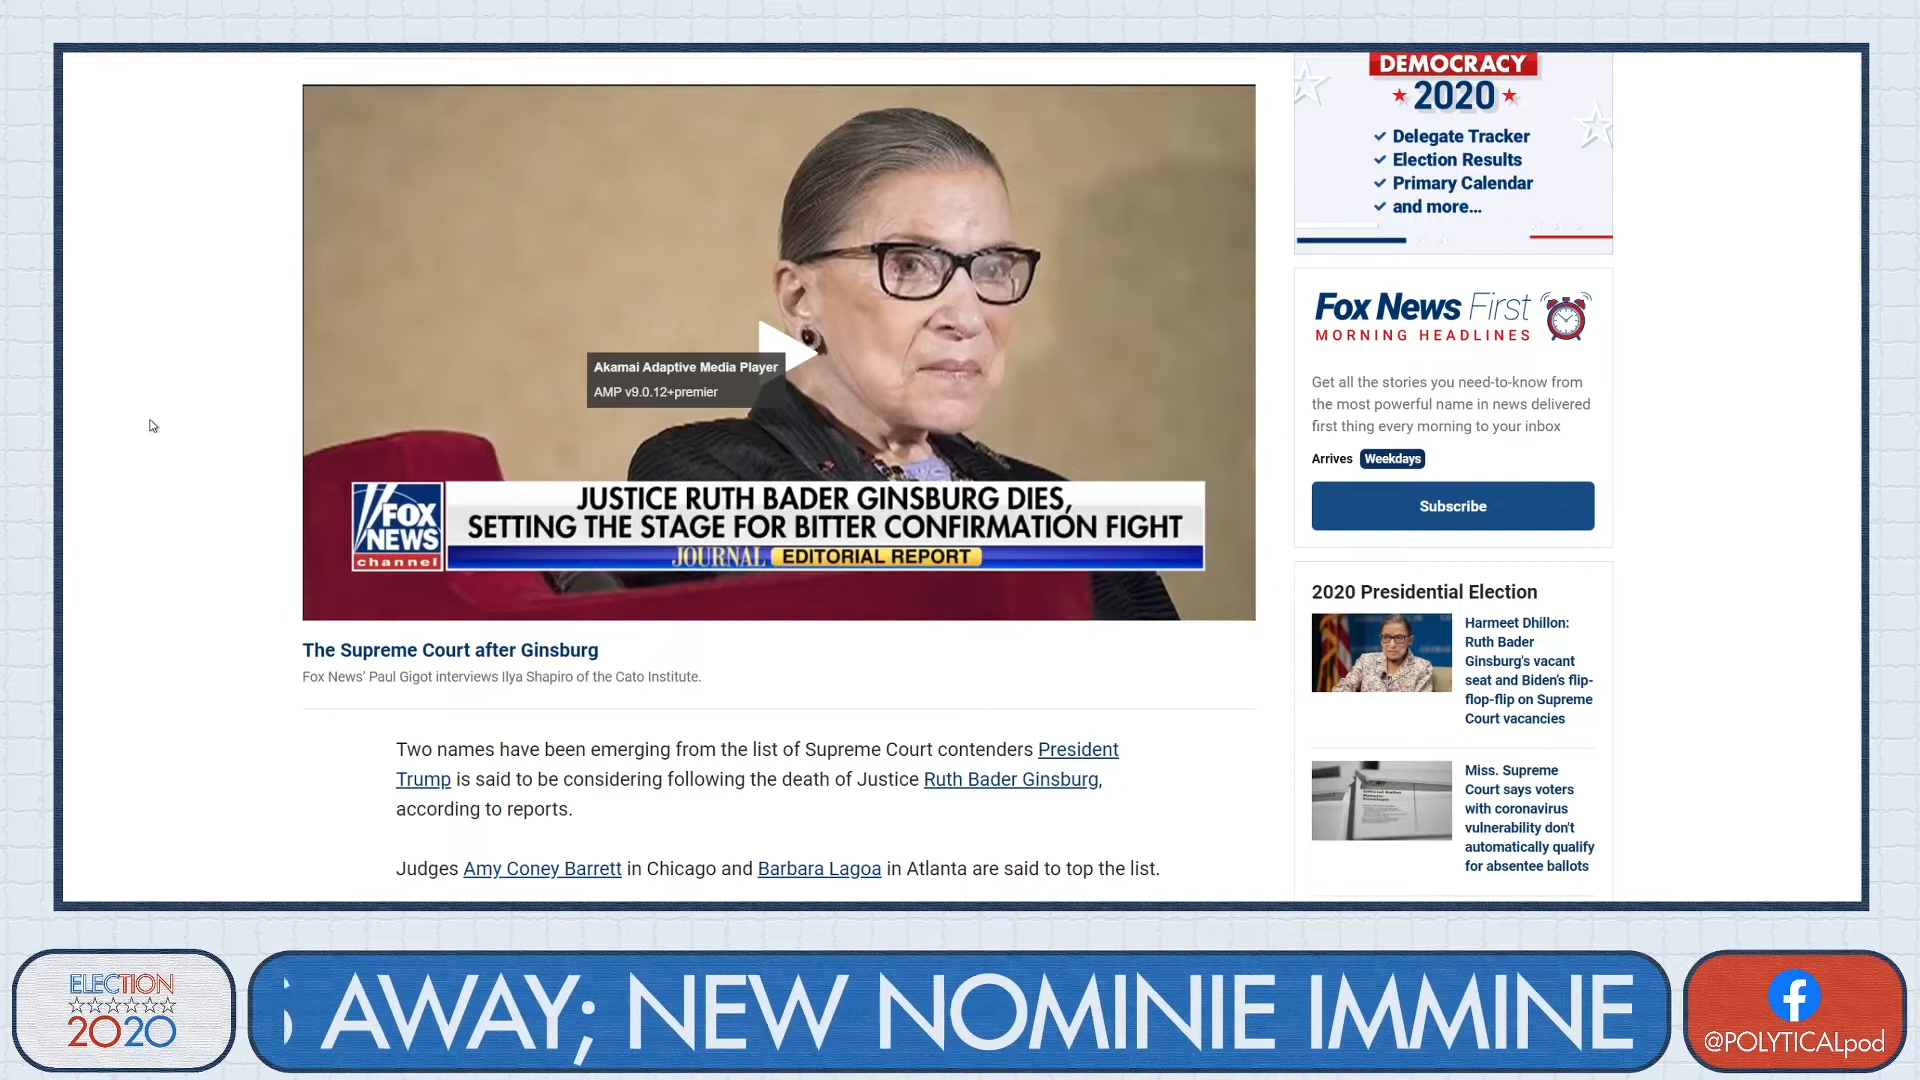 DEMOCRACY
2020
Delegate Tracker
Election Results
Primary Calendar
and more...
Akamai Adaptive Media Player
AMP v9.0.12+premier
JUSTICE RUTH BADER GINSBURG DIES,
SETTING THE STAGE FOR BITTER CONFIRMATION FIGHT
FOX
NEWS
channel
JOURNAL EDITORIAL REPORT
The Supreme Court after Ginsburg
Fox News' Paul Gigot interviews Ilya Shapiro of the Cato Institute.
Two names have been emerging from the list of Supreme Court contenders President
Trump is said to be considering following the death of Justice Ruth Bader Ginsburg,
according to reports.
Judges Amy Coney Barrett in Chicago and Barbara Lagoa in Atlanta are said to top the list.
Fox News First
MORNING HEADLINES
Get all the stories you need-to-know from
the most powerful name in news delivered
first thing every morning to your inbox
Arrives Weekdays
Subscribe
2020 Presidential Election
Harmeet Dhillon:
Ruth Bader
Ginsburg's vacant
seat and Biden's flip-
flop-flip on Supreme
Court vacancies
Miss. Supreme
Court says voters
with coronavirus
vulnerability don't
automatically qualify
for absentee ballots
ELECTION
2020
AWAY; NEW NOMINIE IMMINE
@POLYTICALpod